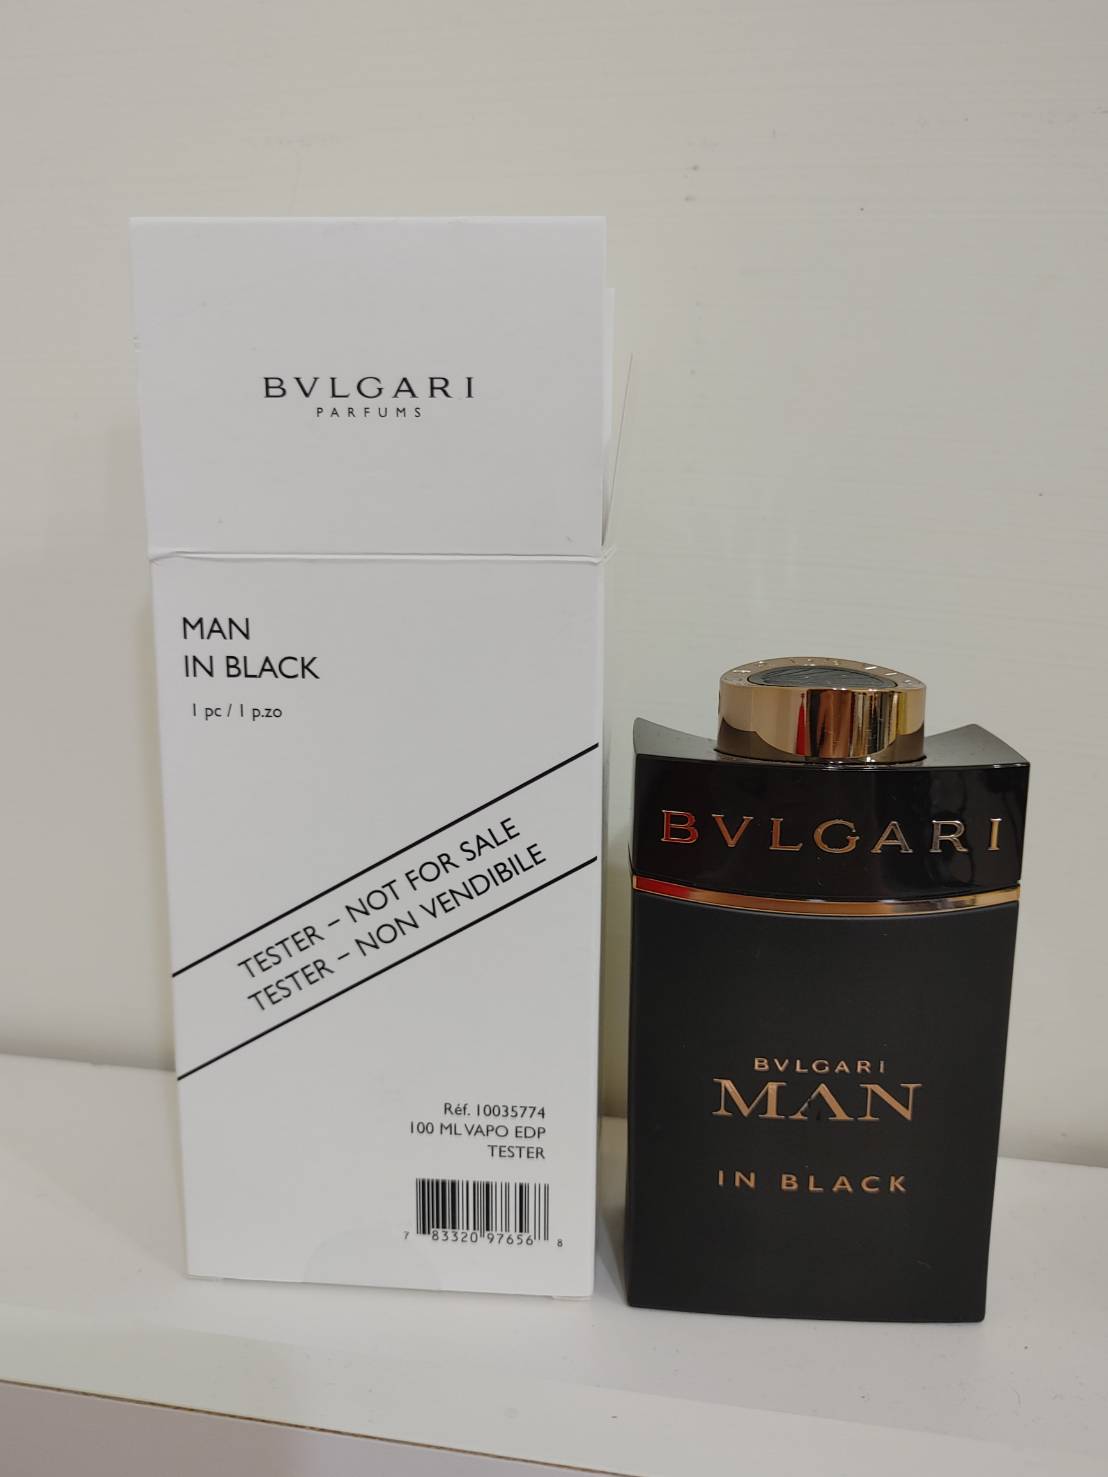 BVLGARI
PARFUMS
MAN
IN BLACK
1 pc / 1 p.zo
TESTER – NOT FOR SALE
TESTER – NON VENDIBILE
Réf. 10035774
100 ML VAPO EDP
TESTER
7 83320 97656 8
BVLGARI
BVLGARI
MAN
IN BLACK